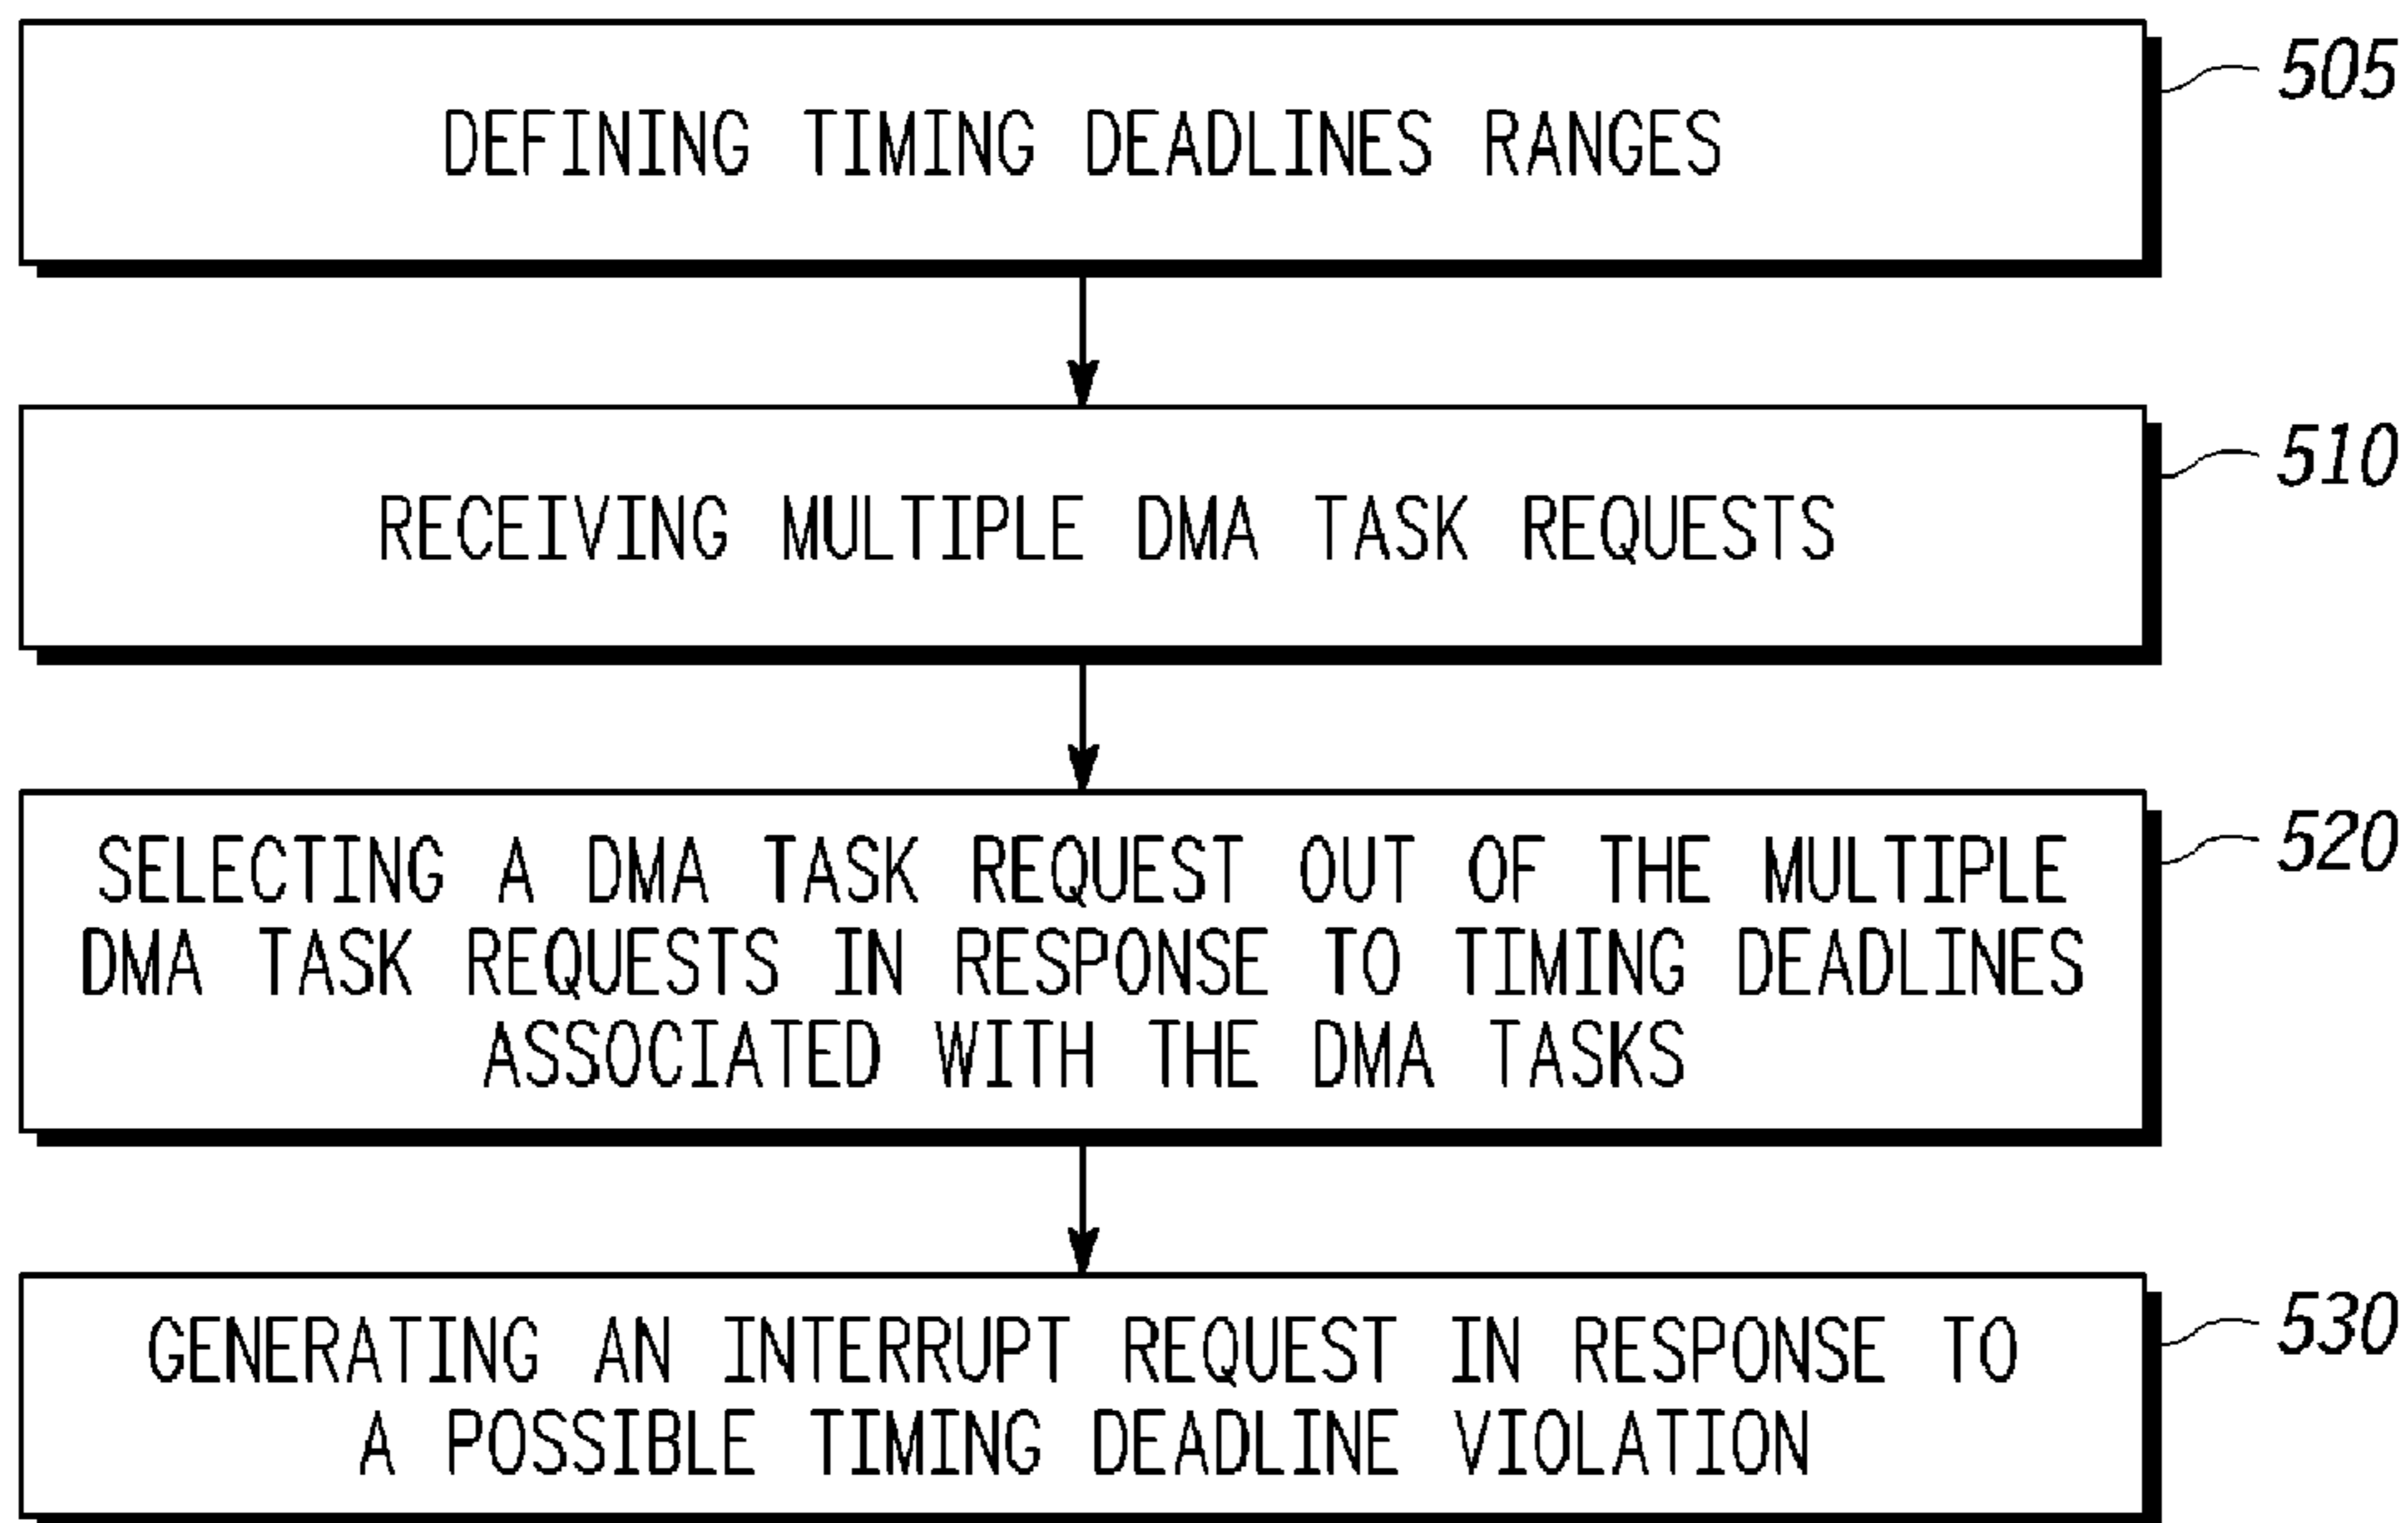 DEFINING TIMING DEADLINES RANGES
505
RECEIVING MULTIPLE DMA TASK REQUESTS
510
SELECTING A DMA TASK REQUEST OUT OF THE MULTIPLE
DMA TASK REQUESTS IN RESPONSE TO TIMING DEADLINES
ASSOCIATED WITH THE DMA TASKS
520
GENERATING AN INTERRUPT REQUEST IN RESPONSE TO
A POSSIBLE TIMING DEADLINE VIOLATION
530